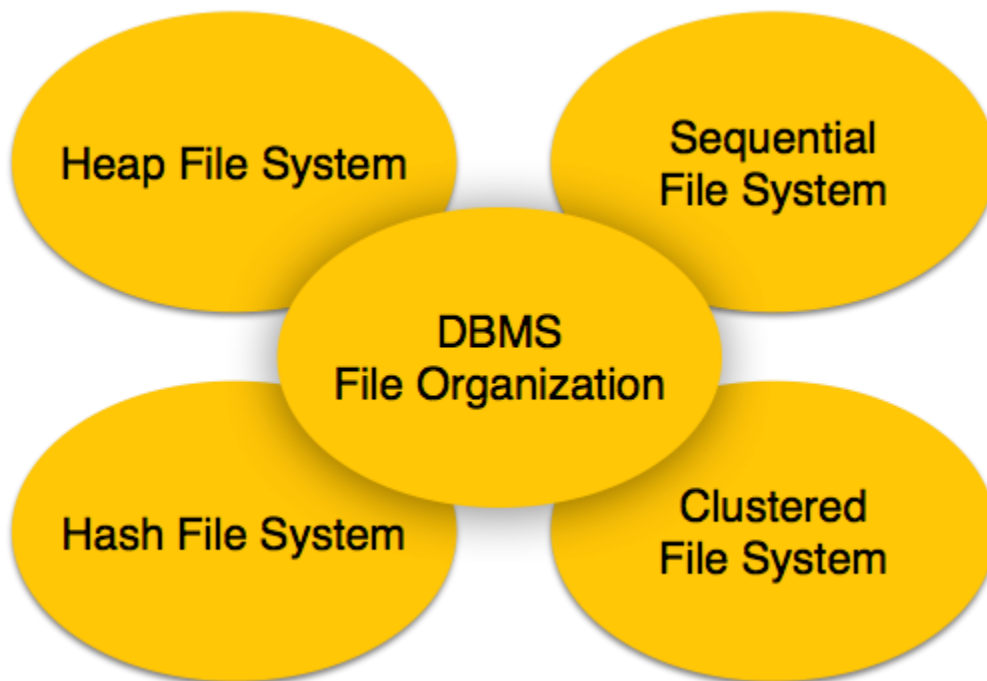 Heap File System
Sequential
File System
DBMS
File Organization
Hash File System
Clustered
File System